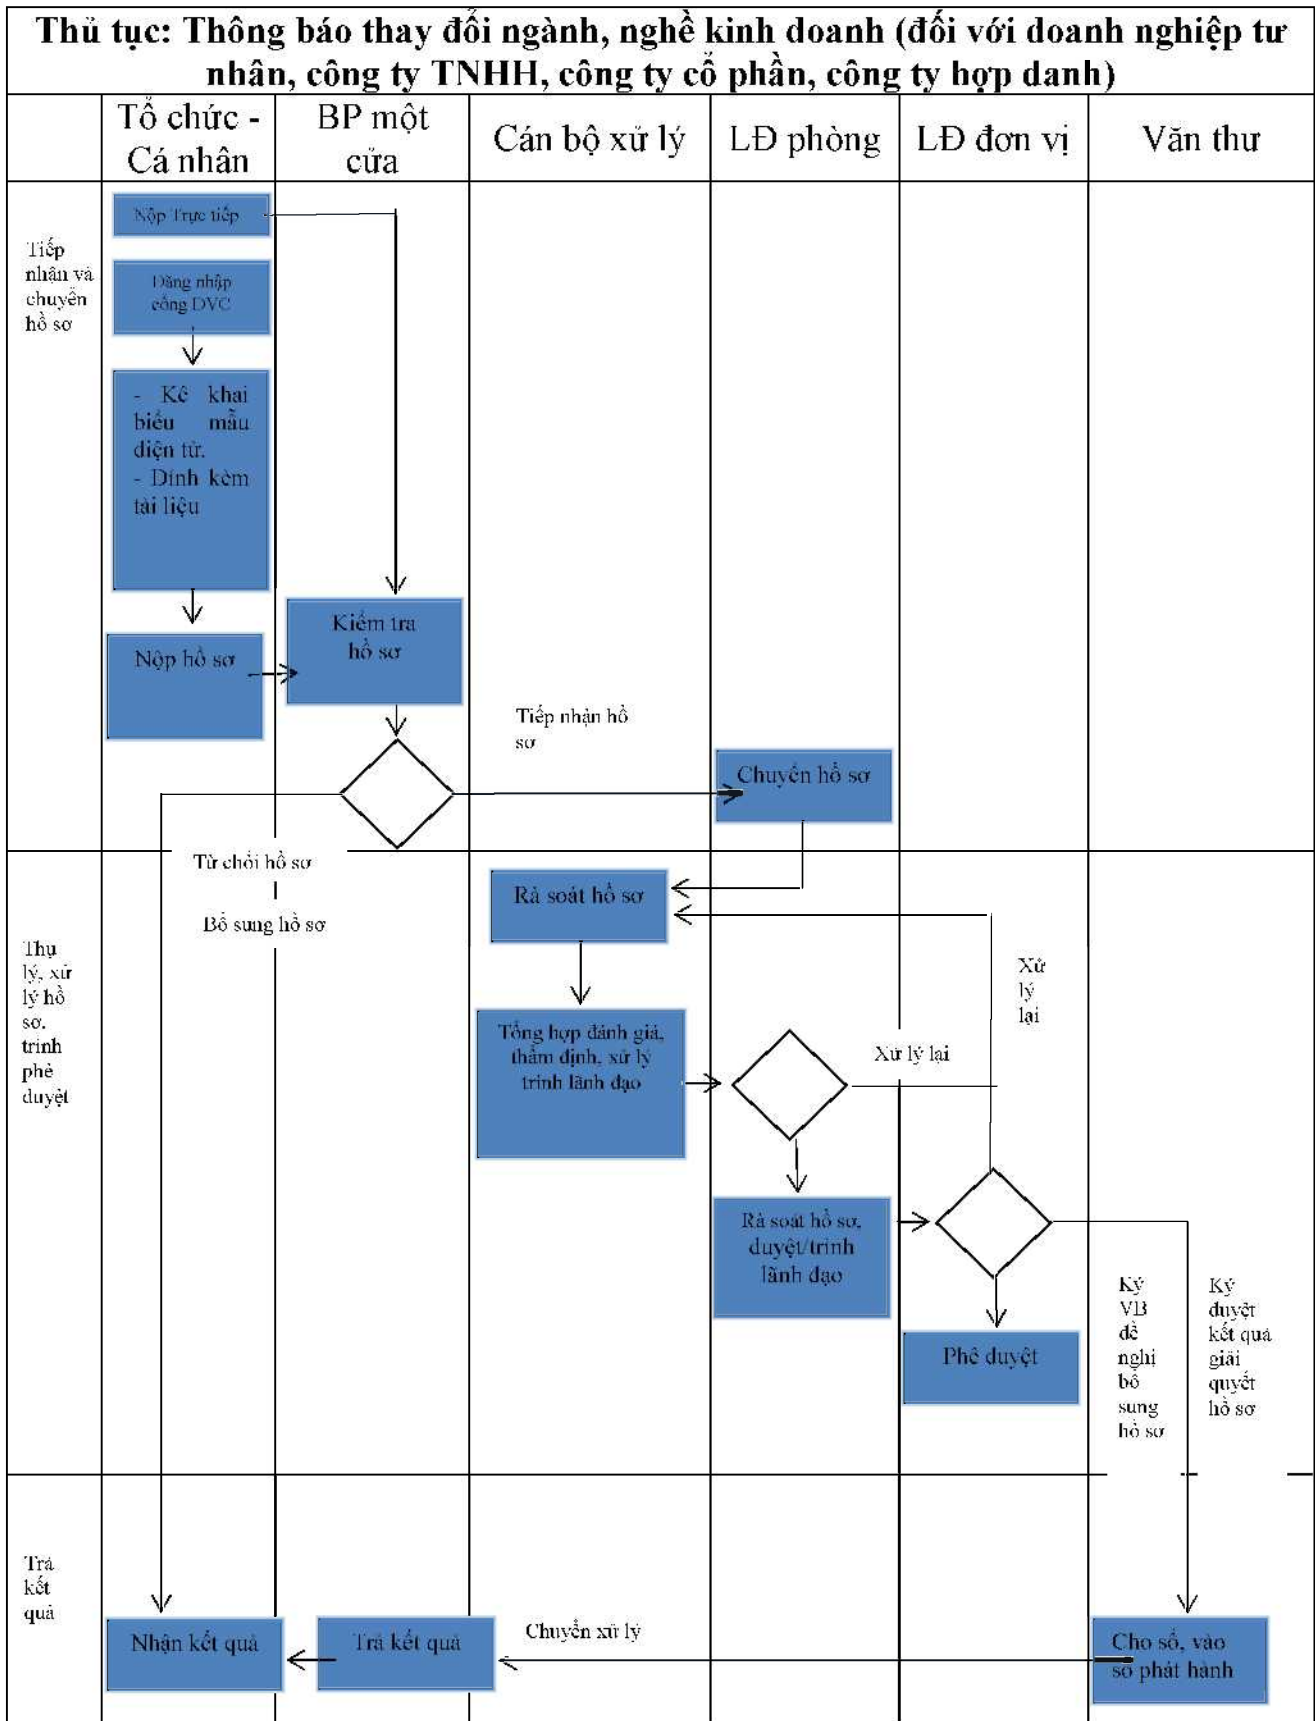 Thủ tục: Thông báo thay đổi ngành, nghề kinh doanh (đối với doanh nghiệp tư
nhân, công ty TNHH, công ty cổ phần, công ty hợp danh)
Tổ chức -
Cá nhân
BP một
cửa
Cán bộ xử lý
LĐ phòng
LĐ đơn vị
Văn thư
Tiếp
nhận và
chuyển
hồ sơ
Nộp Trực tiếp
Đăng nhập
cổng DVC
- Kê khai
biểu mẫu
điện tử.
- Đính kèm
tài liệu
Nộp hồ sơ
Kiểm tra
hồ sơ
Tiếp nhận hồ
sơ
Chuyển hồ sơ
Từ chối hồ sơ
Bổ sung hồ sơ
Thụ
lý, xử
lý hồ
sơ.
trình
phê
duyệt
Rà soát hồ sơ
Tổng hợp đánh giá,
thẩm định, xử lý
trình lãnh đạo
Xử lý lại
Xử
lý
lại
Rà soát hồ sơ,
duyệt/trình
lãnh đạo
Phê duyệt
Ký
VB
đề
nghị
bổ
sung
hồ sơ
Ký
duyệt
kết quả
giải
quyết
hồ sơ
Trả
kết
quả
Nhận kết quả
Trả kết quả
Chuyển xử lý
Cho số, vào
sổ phát hành